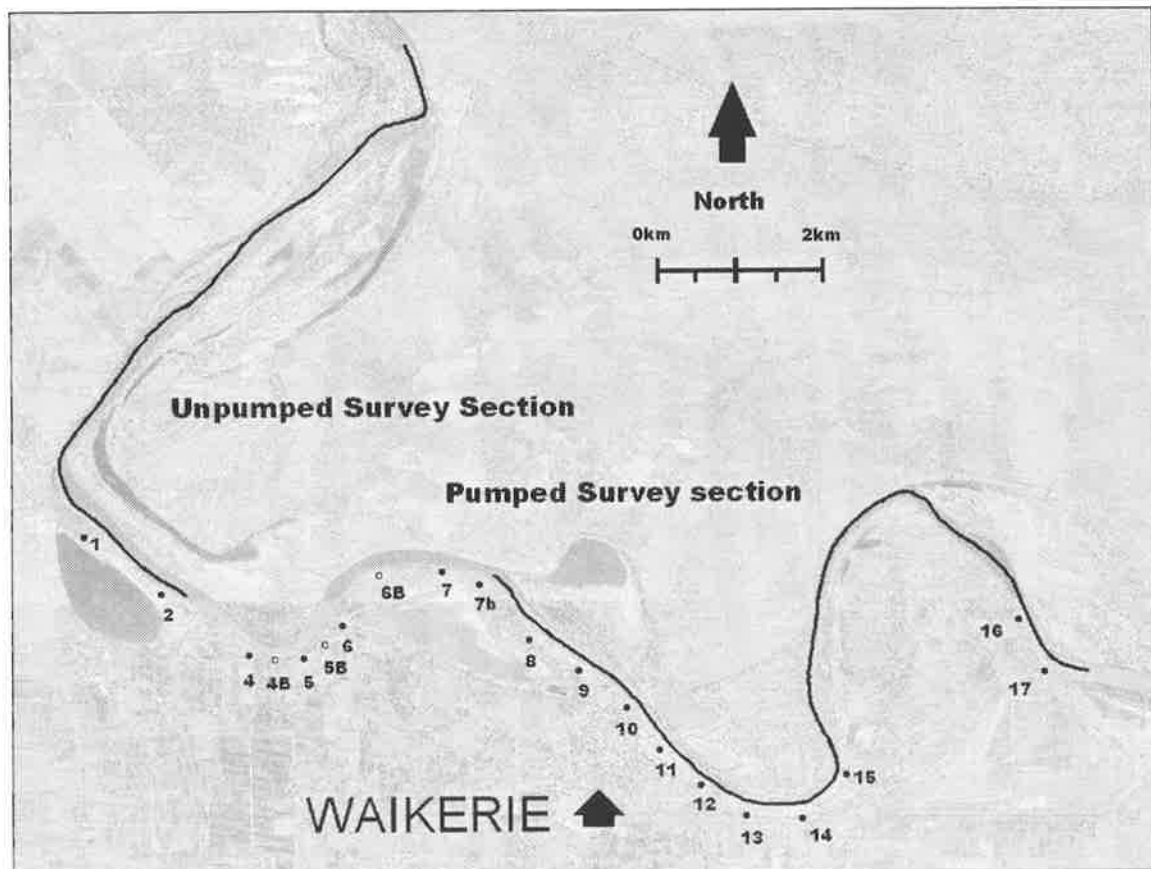 North
0km 2km
Unpumped Survey Section
Pumped Survey section
1
2
4
4B
5
5B
6
6B
7
7b
8
9
10
11
12
13
14
15
16
17
WAIKERIE